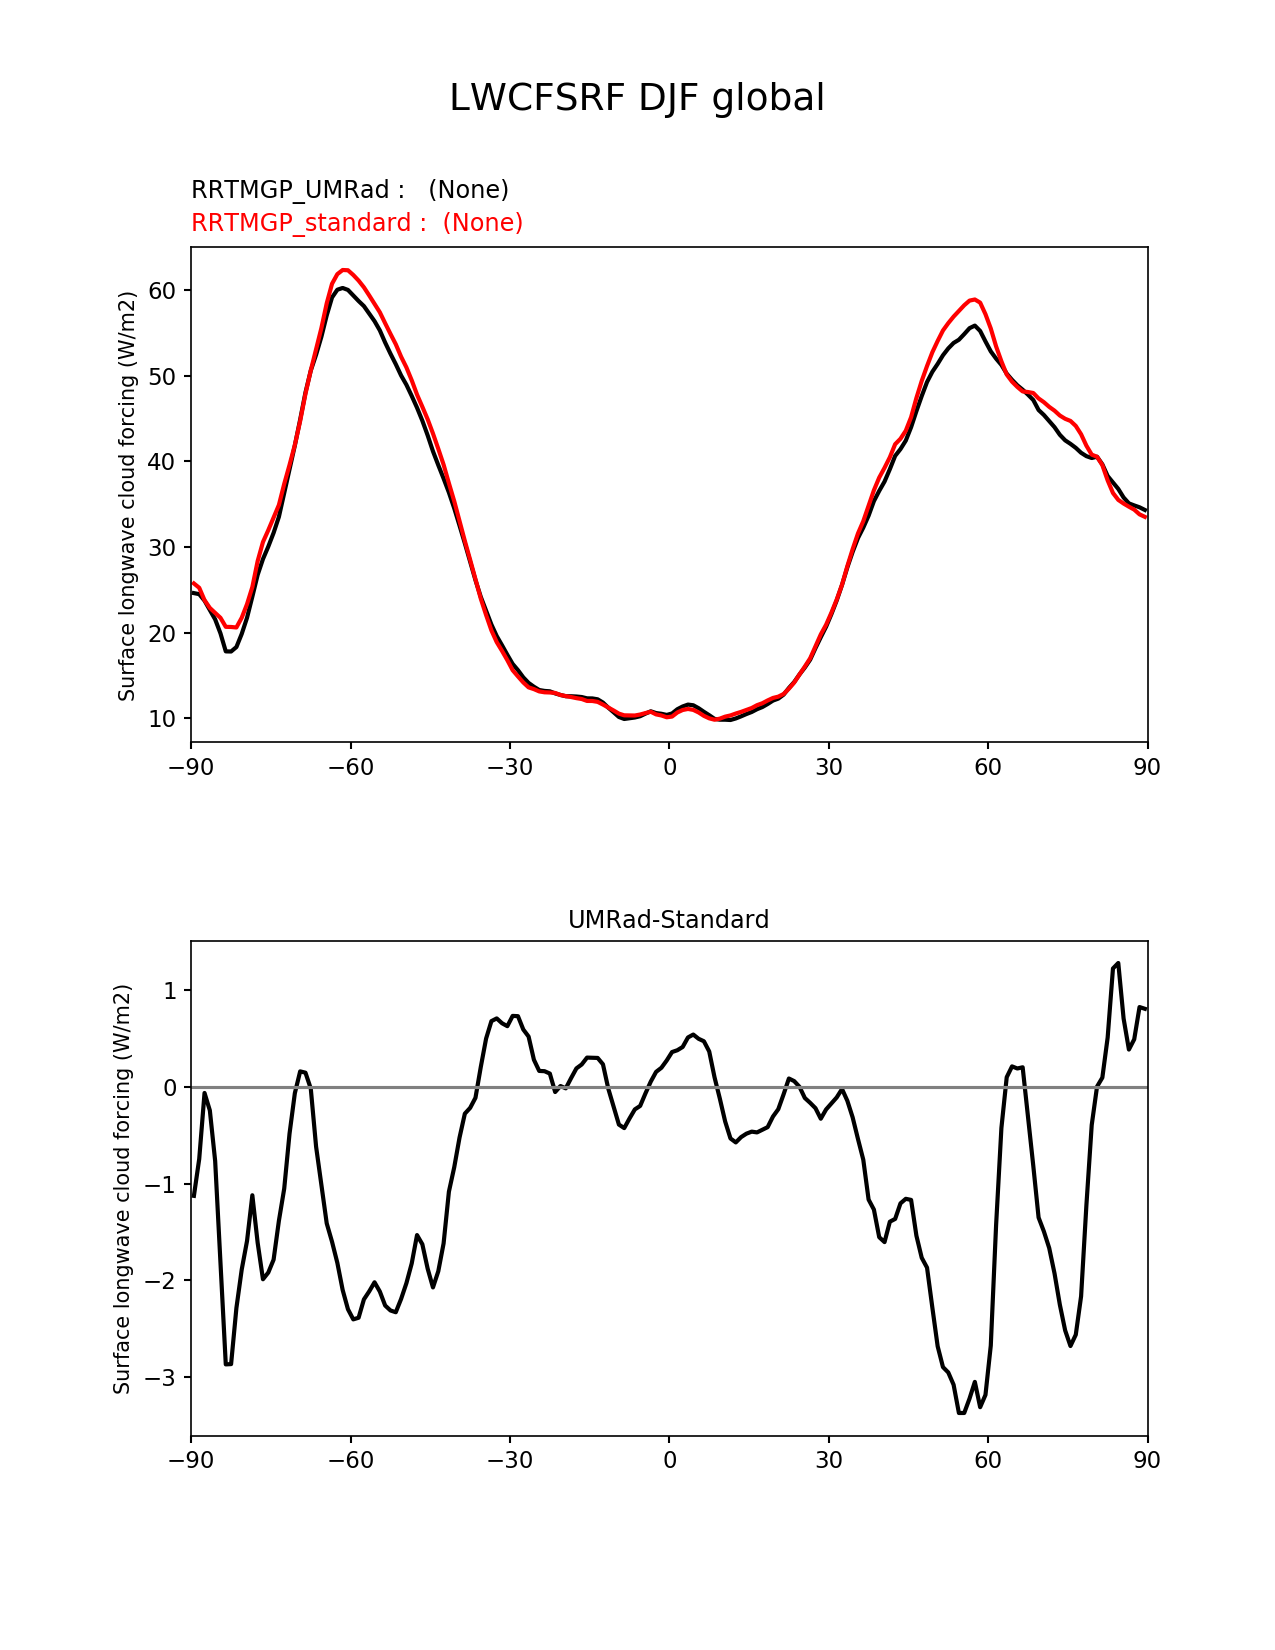 LWCFSRF DJF global
RRTMGP_UMRad :   (None)
RRTMGP_standard :  (None)
Surface longwave cloud forcing (W/m2)
60
50
40
30
20
10
−90 −60 −30 0 30 60 90
UMRad-Standard
Surface longwave cloud forcing (W/m2)
1
0
−1
−2
−3
−90 −60 −30 0 30 60 90